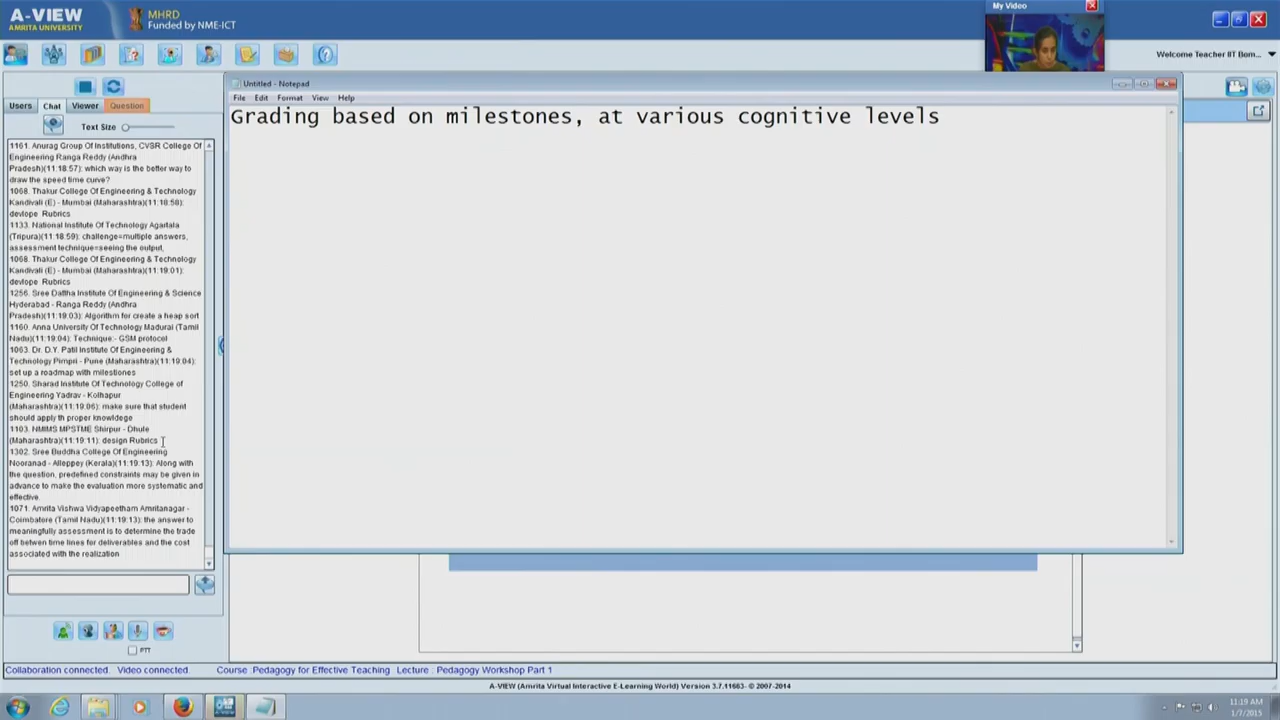 A-VIEW
AMRITA UNIVERSITY
MHRD
Funded by NME-ICT
My Video
Welcome Teacher IIT Bom...
Users Chat Viewer Question
Text Size
1161. Anurag Group Of Institutions, CVSR College Of
Engineering Ranga Reddy (Andhra
Pradesh)(11:18:57): which way is the better way to
draw the speed time curve?
1068. Thakur College Of Engineering & Technology
Kandivali (E) - Mumbai (Maharashtra)(11:18:58):
devlope Rubrics
1133. National Institute Of Technology Agartala
(Tripura)(11:18:59): challenge=multiple answers,
assessment technique=seeing the output,
1068. Thakur College Of Engineering & Technology
Kandivali (E) - Mumbai (Maharashtra)(11:19:01):
devlope Rubrics
1256. Sree Dattha Institute Of Engineering & Science
Hyderabad - Ranga Reddy (Andhra
Pradesh)(11:19:03): Algorithm for create a heap sort
1160. Anna University Of Technology Madurai (Tamil
Nadu)(11:19:04): Technique:- GSM protocol
1063. Dr. D.Y. Patil Institute Of Engineering &
Technology Pimpri - Pune (Maharashtra)(11:19:04):
set up a roadmap with milestiones
1250. Sharad Institute Of Technology College of
Engineering Yadrav - Kolhapur
(Maharashtra)(11:19:06): make sure that student
should apply th proper knowldege
1103. NMIMS MPSTME Shirpur - Dhule
(Maharashtra)(11:19:11): design Rubrics
1302. Sree Buddha College Of Engineering
Nooranad - Alleppey (Kerala)(11:19:13): Along with
the question, predefined constraints may be given in
advance to make the evaluation more systematic and
effective.
1071. Amrita Vishwa Vidyapeetham Amritanagar -
Coimbatore (Tamil Nadu)(11:19:13): the answer to
meaningfully assessment is to determine the trade
off betwen time lines for deliverables and the cost
associated with the realization
PTT
Untitled - Notepad
File Edit Format View Help
Grading based on milestones, at various cognitive levels
Collaboration connected. Video connected. Course : Pedagogy for Effective Teaching Lecture : Pedagogy Workshop Part 1
A-VIEW (Amrita Virtual Interactive E-Learning World) Version 3.7.11663- © 2007-2014
11:19 AM
1/7/2015